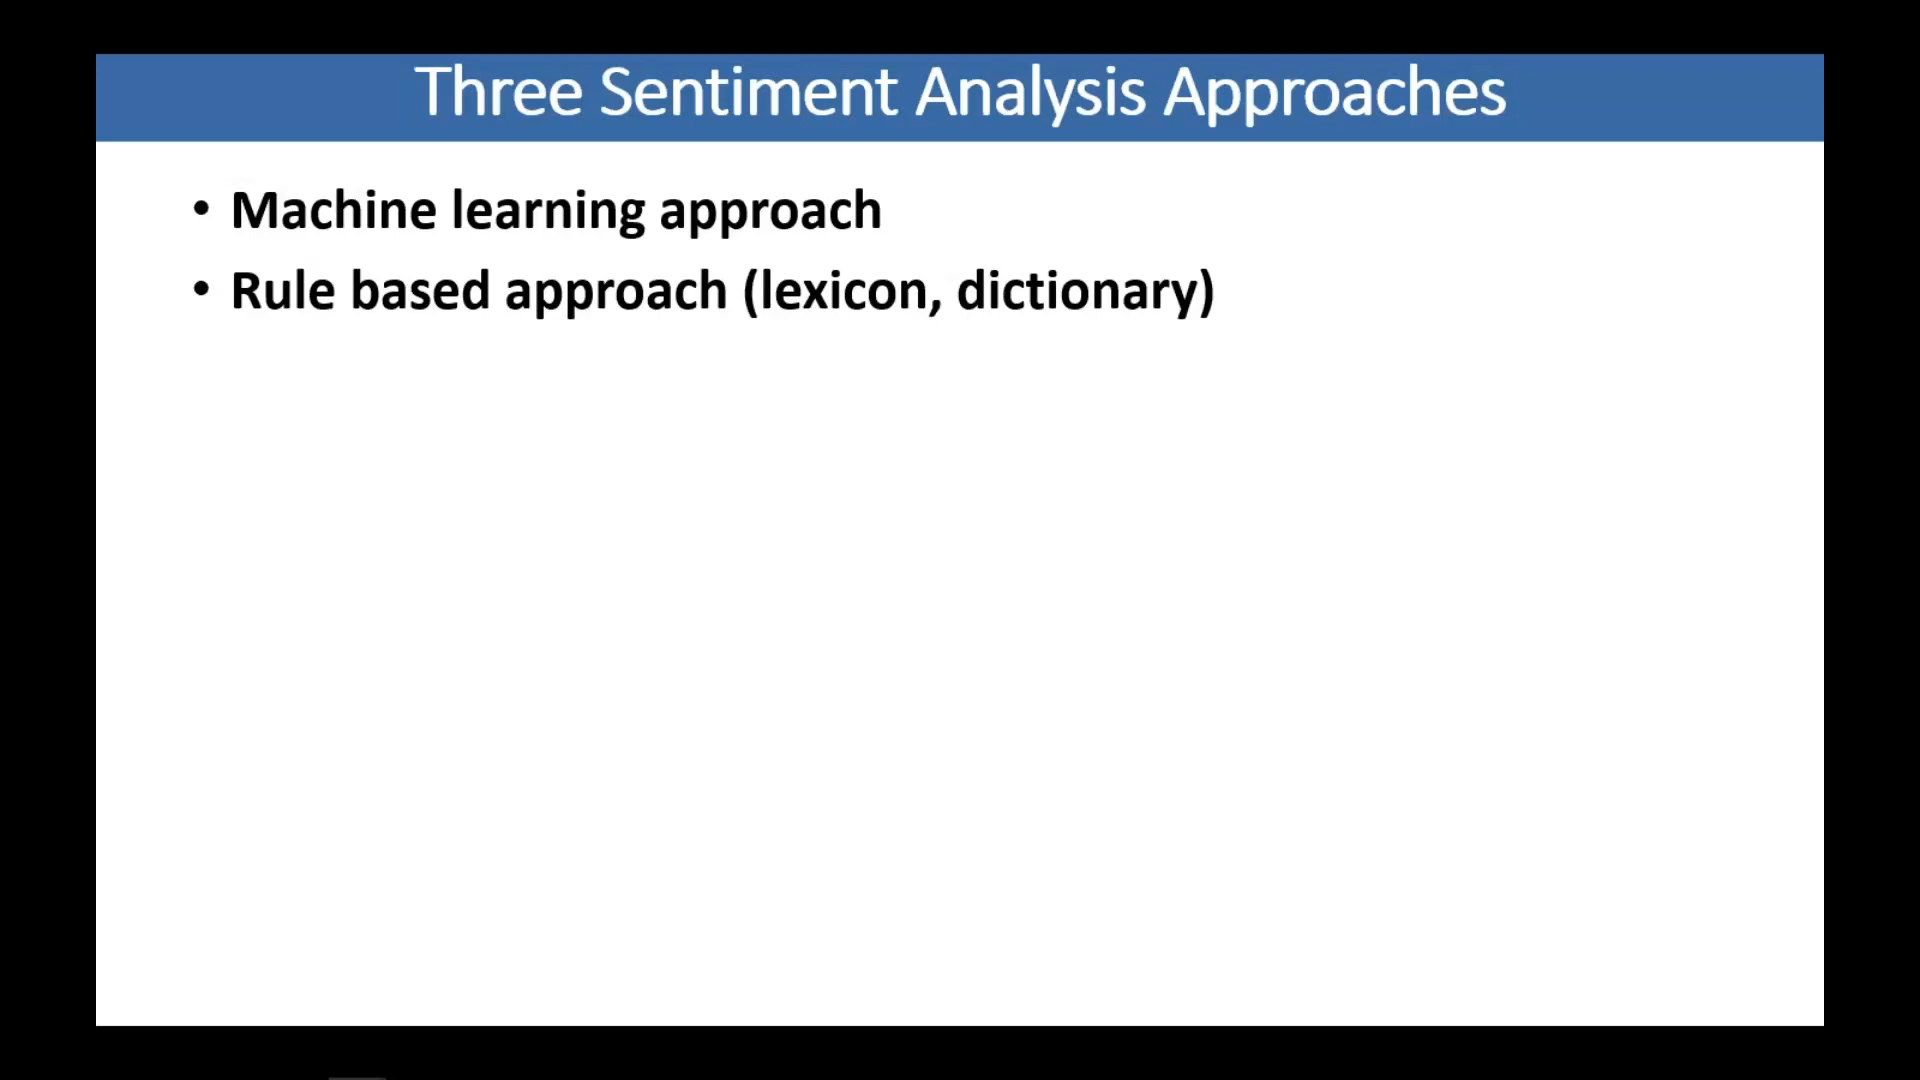 Three Sentiment Analysis Approaches
• Machine learning approach
• Rule based approach (lexicon, dictionary)